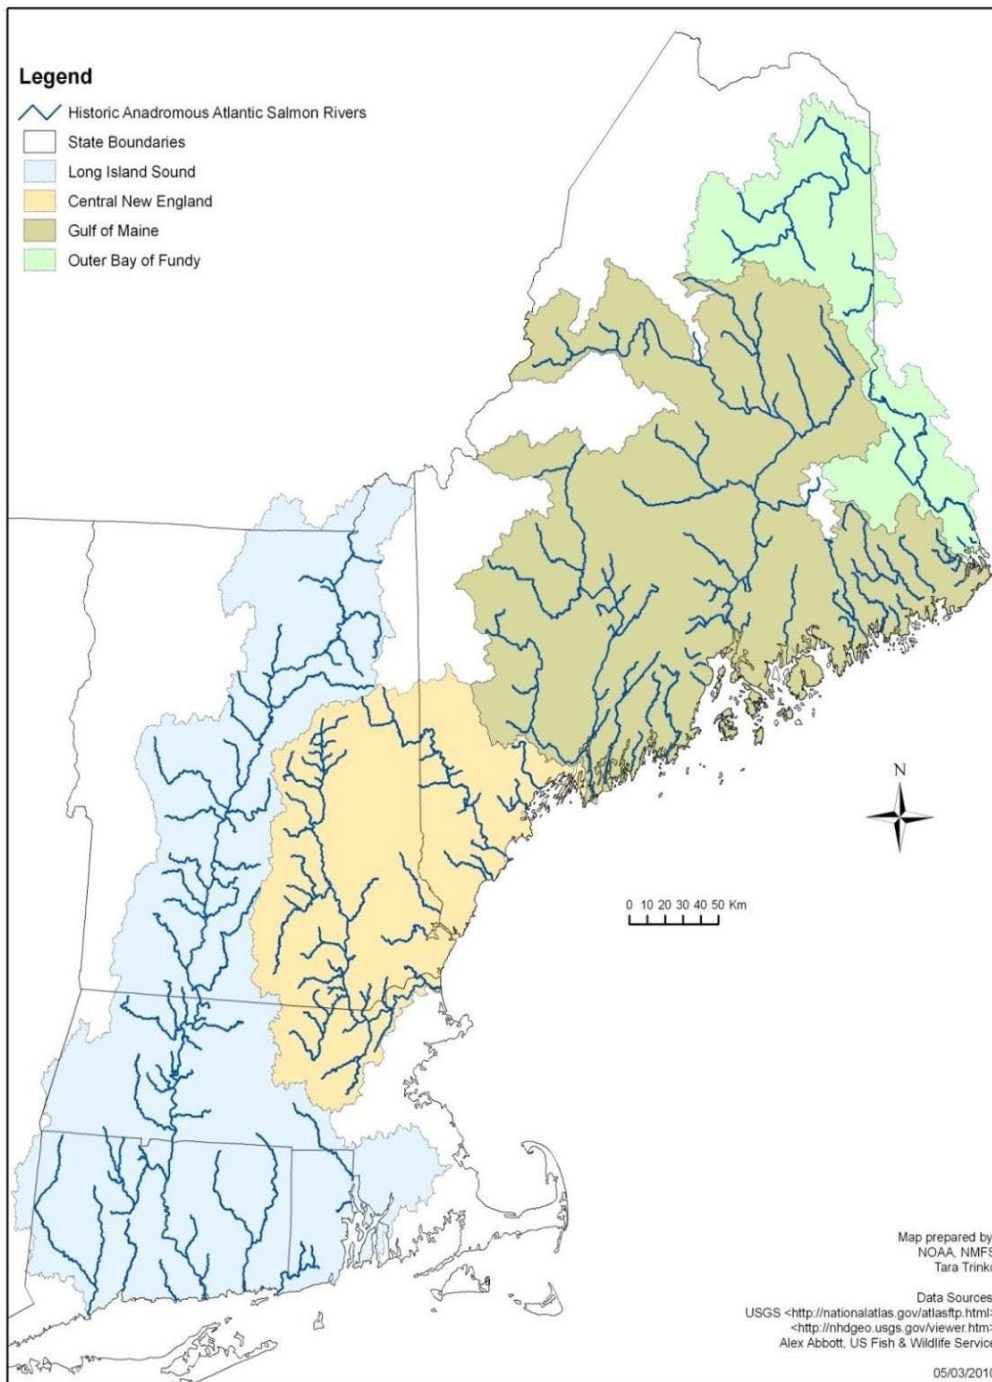 Legend
Historic Anadromous Atlantic Salmon Rivers
State Boundaries
Long Island Sound
Central New England
Gulf of Maine
Outer Bay of Fundy
N
0 10 20 30 40 50 Km
Map prepared by
NOAA, NMFS
Tara Trinko
Data Sources
USGS <http://nationalatlas.gov/atlasftp.html>
<http://nhdgeo.usgs.gov/viewer.htm>
Alex Abbott, US Fish & Wildlife Service
05/03/2010